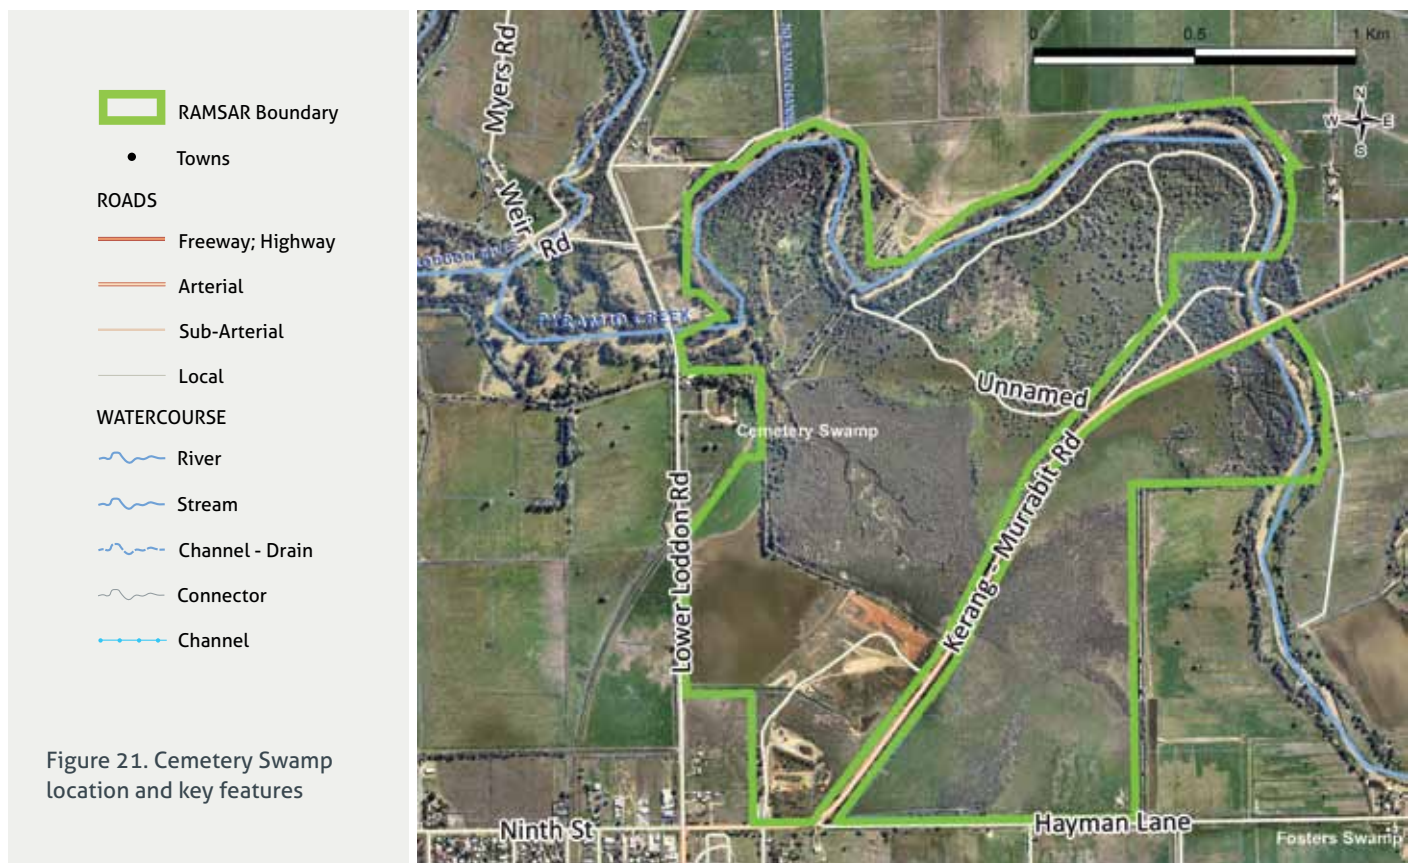 RAMSAR Boundary
Towns
ROADS
Freeway; Highway
Arterial
Sub-Arterial
Local
WATERCOURSE
River
Stream
Channel - Drain
Connector
Channel
Figure 21. Cemetery Swamp
location and key features
0
0.5
1 Km
N
W
E
S
Myers Rd
Weir
Rd
Unnamed
Cemetery Swamp
Lower Loddon Rd
Kerang - Murrabit Rd
Ninth St
Hayman Lane
Fosters Swamp